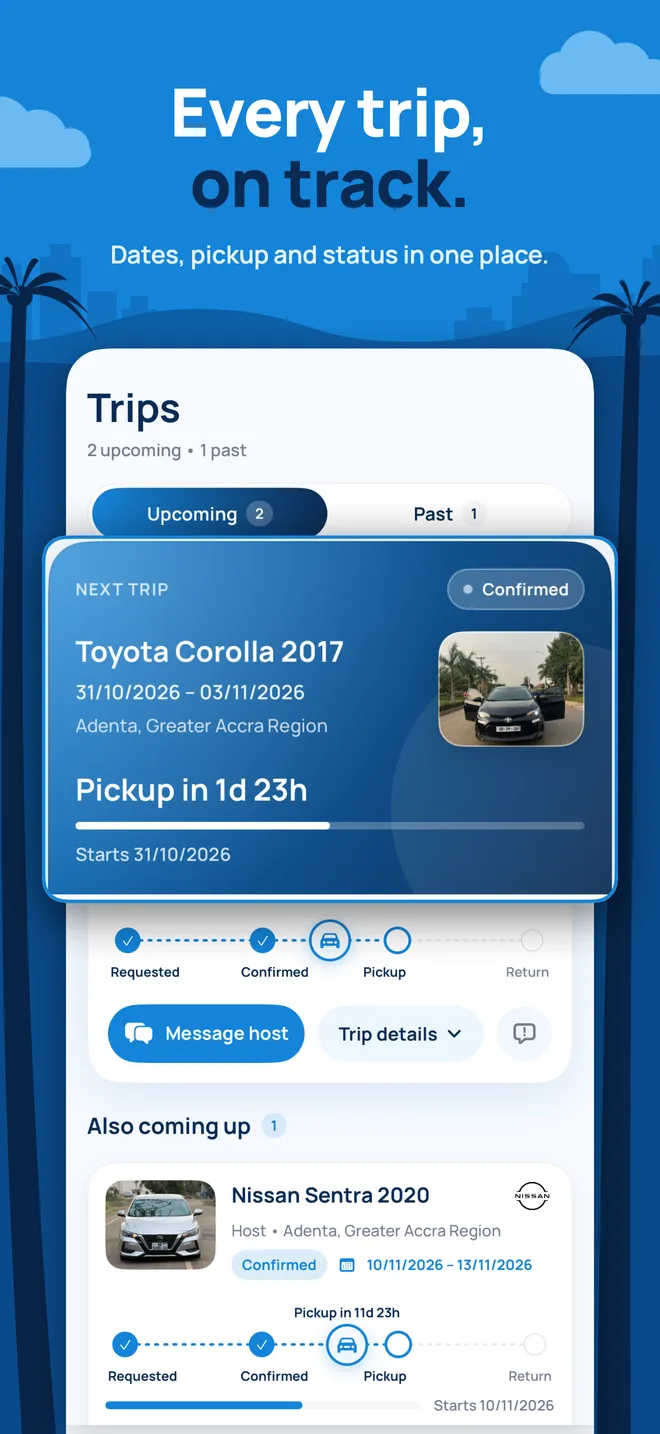 Every trip,
on track.
Dates, pickup and status in one place.
Trips
2 upcoming • 1 past
Upcoming 2
Past 1
NEXT TRIP
Confirmed
Toyota Corolla 2017
31/10/2026 – 03/11/2026
Adenta, Greater Accra Region
Pickup in 1d 23h
Starts 31/10/2026
Requested Confirmed Pickup Return
Message host
Trip details
Also coming up 1
Nissan Sentra 2020
NISSAN
Host • Adenta, Greater Accra Region
Confirmed
10/11/2026 – 13/11/2026
Pickup in 11d 23h
Requested Confirmed Pickup Return
Starts 10/11/2026